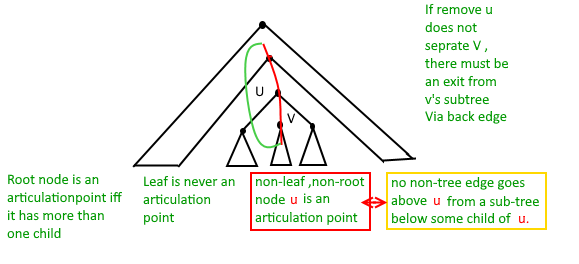 If remove u
does not
seprate V ,
there must be
an exit from
v's subtree
Via back edge
U
V
Root node is an
articulationpoint iff
it has more than
one child
Leaf is never an
articulation
point
non-leaf ,non-root
node u is an
articulation point
no non-tree edge goes
above u from a sub-tree
below some child of u.